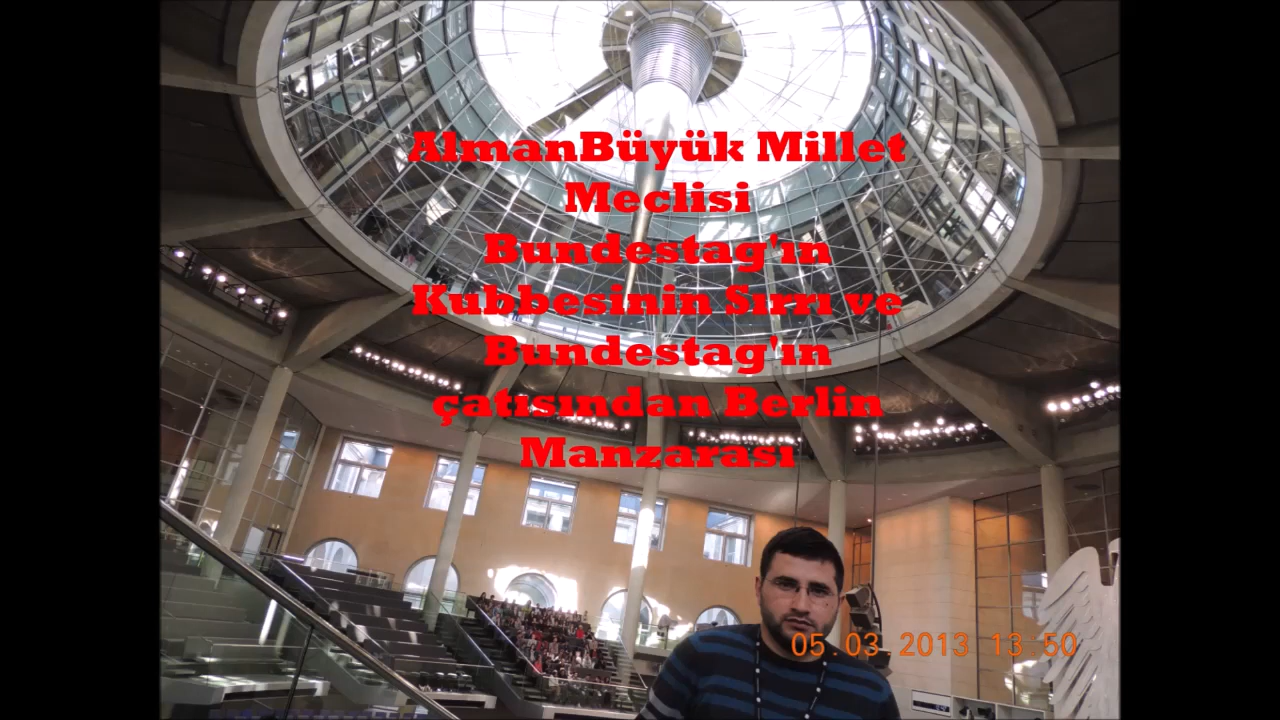 AlmanBüyük Millet
Meclisi
Bundestag'ın
Kubbesinin Sırrı ve
Bundestag'ın
çatısından Berlin
Manzarası
05.03.2013 13:50